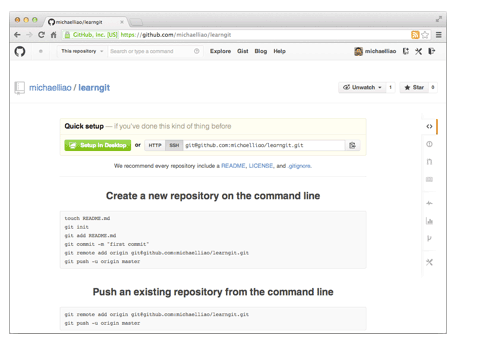 michaelliao/learngit
GitHub, Inc. [US] https://github.com/michaelliao/learngit
This repository Search or type a command Explore Gist Blog Help michaelliao
michaelliao / learngit Unwatch 1 Star 0
Quick setup — if you've done this kind of thing before
Setup in Desktop or HTTP SSH git@github.com:michaelliao/learngit.git
We recommend every repository include a README, LICENSE, and .gitignore.
Create a new repository on the command line
touch README.md
git init
git add README.md
git commit -m "first commit"
git remote add origin git@github.com:michaelliao/learngit.git
git push -u origin master
Push an existing repository from the command line
git remote add origin git@github.com:michaelliao/learngit.git
git push -u origin master